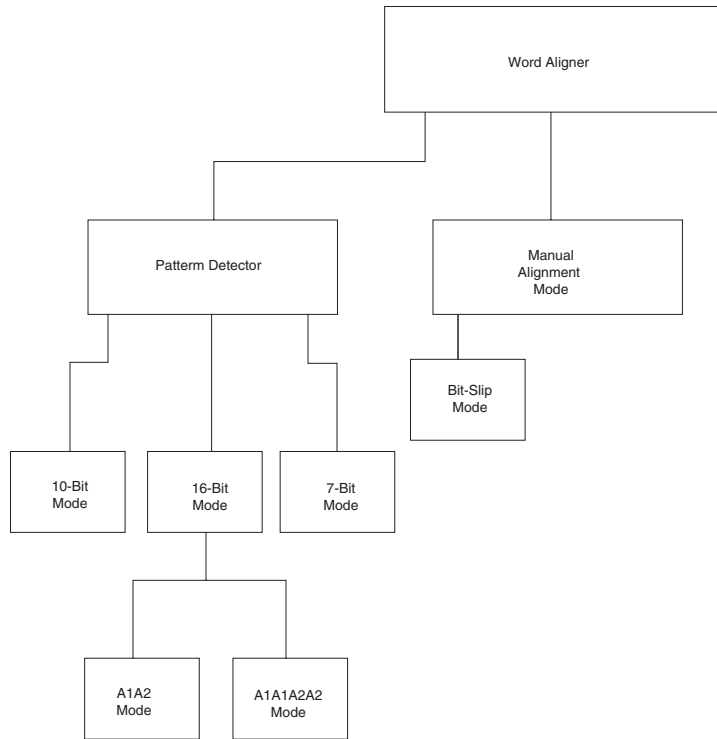 Word Aligner
Patterm Detector
Manual
Alignment
Mode
Bit-Slip
Mode
10-Bit
Mode
16-Bit
Mode
7-Bit
Mode
A1A2
Mode
A1A1A2A2
Mode